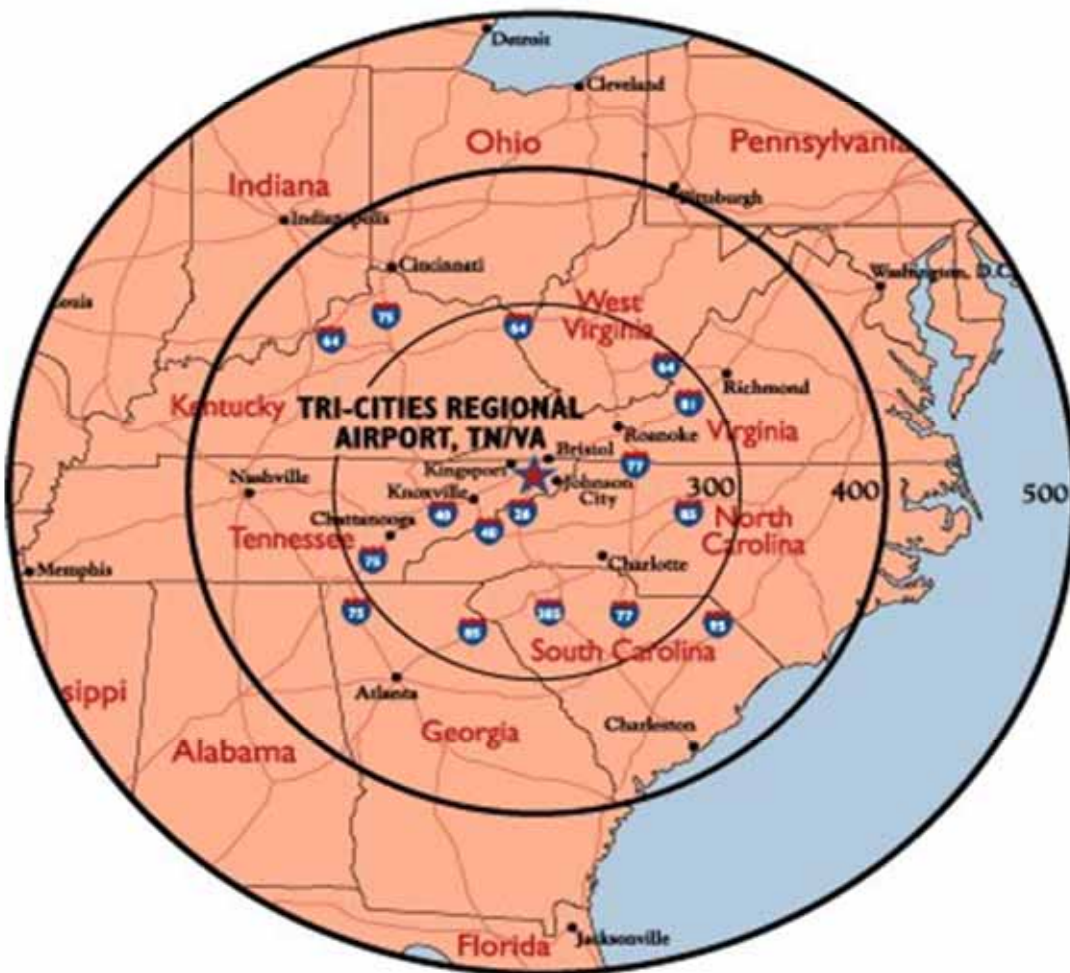 Detroit
Cleveland
Ohio
Pennsylvania
Indiana
Pittsburgh
Indianapolis
Cincinnati
Washington, D.C.
West
Virginia
ouis
75
64
64
64
Richmond
81
Kentucky
TRI-CITIES REGIONAL
AIRPORT, TN/VA
Roanoke
Virginia
Bristol
Kingsport
77
Nashville
Knoxville
Johnson
City
300
400
500
40
26
85
North
Carolina
Chattanooga
Tennessee
40
75
Charlotte
Memphis
75
85
385
77
95
South Carolina
sippi
Atlanta
Georgia
Charleston
Alabama
Florida
Jacksonville